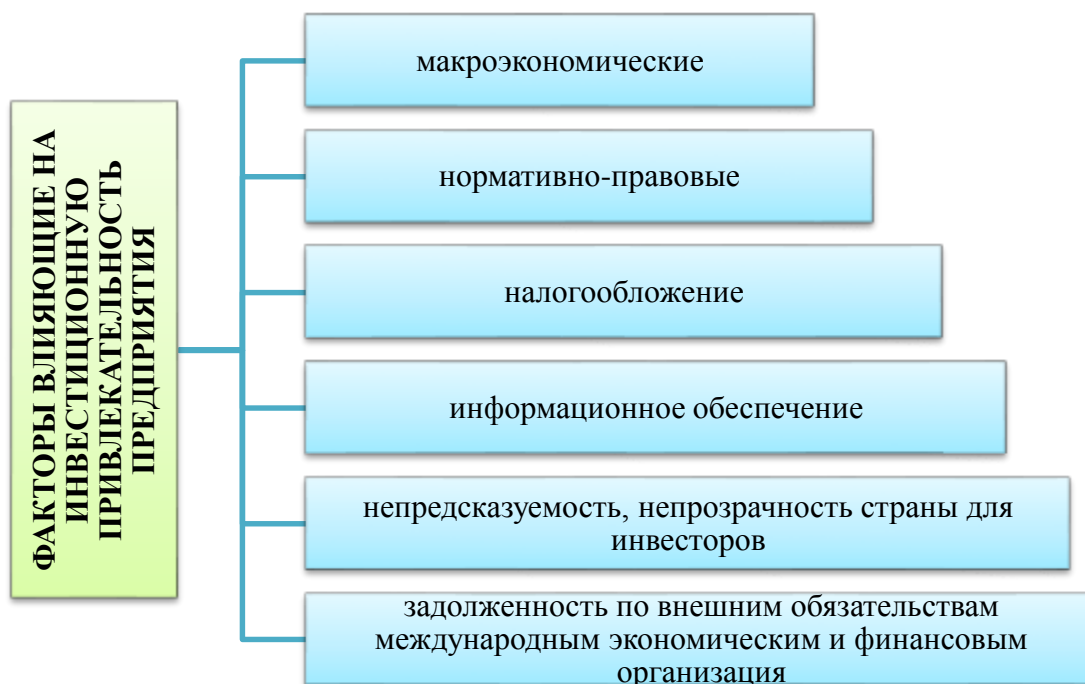 ФАКТОРЫ ВЛИЯЮЩИЕ НА
ИНВЕСТИЦИОННУЮ
ПРИВЛЕКАТЕЛЬНОСТЬ
ПРЕДПРИЯТИЯ
макроэкономические
нормативно-правовые
налогообложение
информационное обеспечение
непредсказуемость, непрозрачность страны для
инвесторов
задолженность по внешним обязательствам
международным экономическим и финансовым
организация